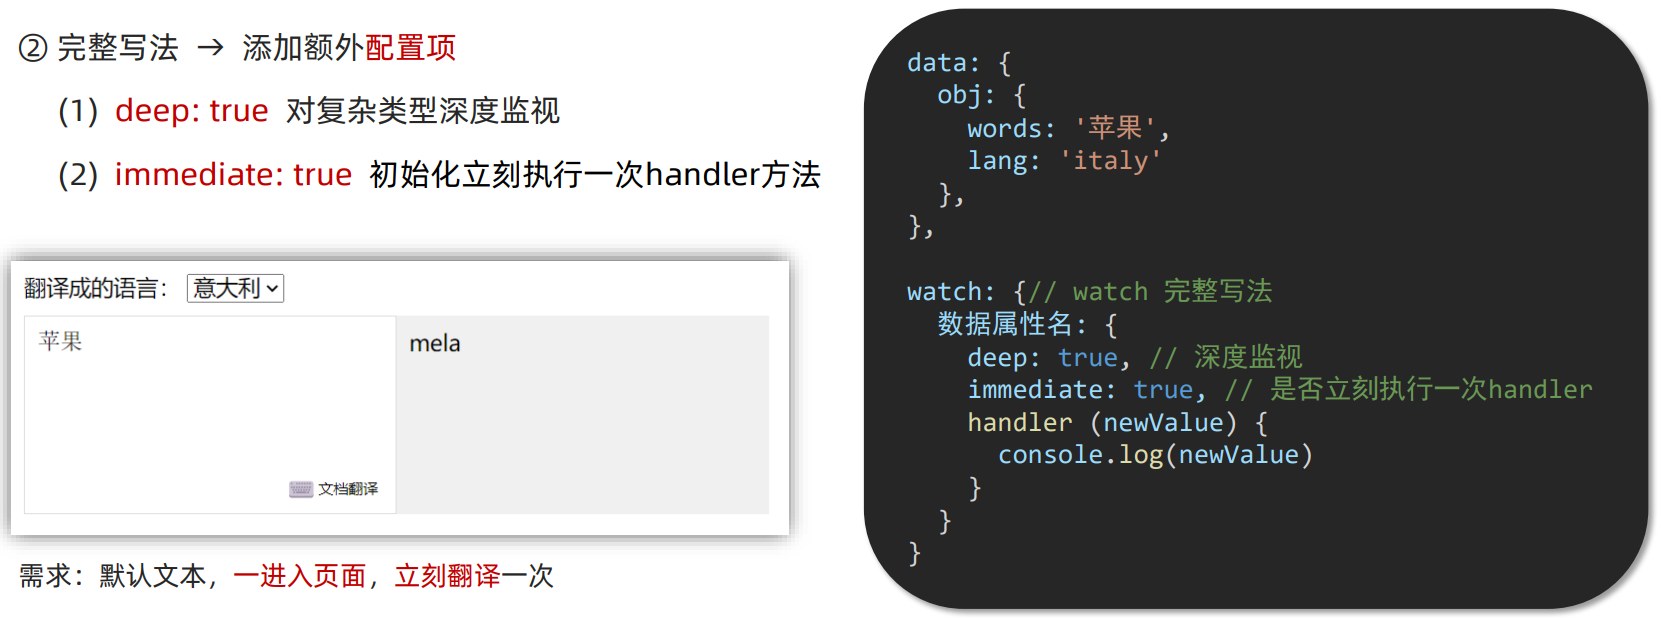 ② 完整写法 → 添加额外配置项
(1) deep: true 对复杂类型深度监视
(2) immediate: true 初始化立刻执行一次handler方法
翻译成的语言： 意大利
苹果
mela
文档翻译
需求：默认文本，一进入页面，立刻翻译一次
data: {
  obj: {
    words: '苹果',
    lang: 'italy'
  },
},
watch: {// watch 完整写法
  数据属性名: {
    deep: true, // 深度监视
    immediate: true, // 是否立刻执行一次handler
    handler (newValue) {
      console.log(newValue)
    }
  }
}